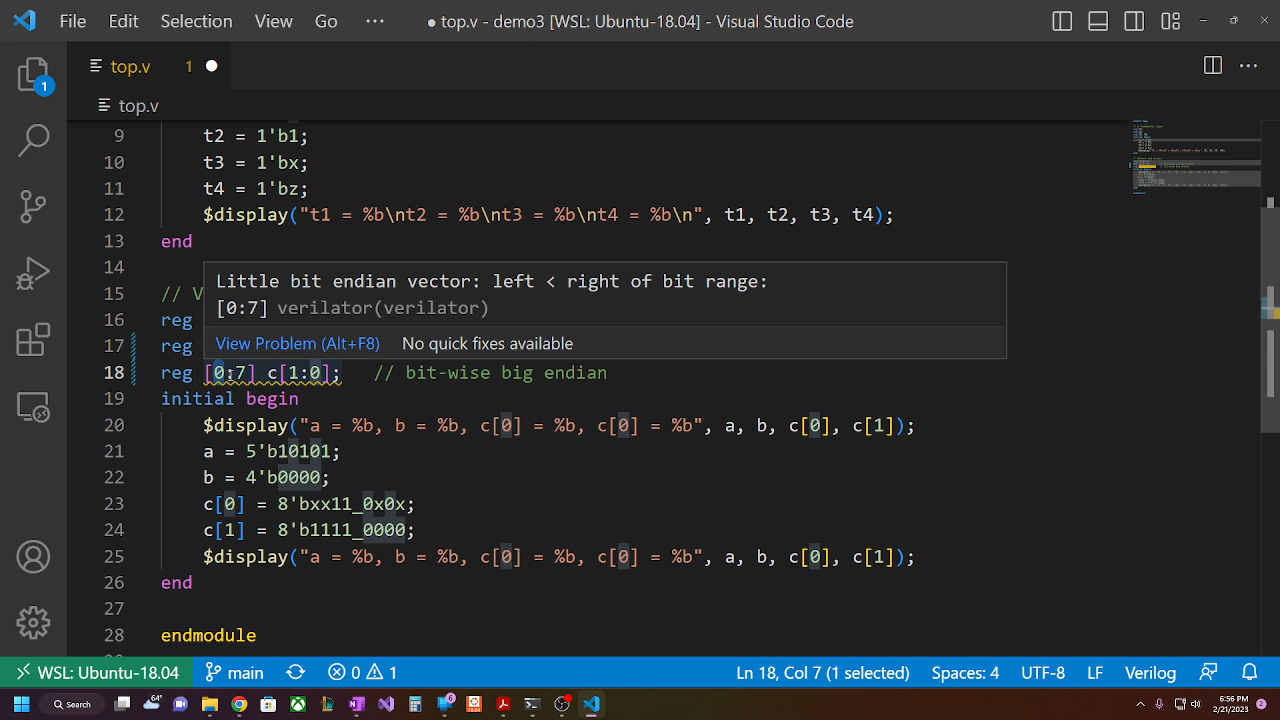 File Edit Selection View Go ··· ● top.v - demo3 [WSL: Ubuntu-18.04] - Visual Studio Code
top.v 1
top.v
9 t2 = 1'b1;
10 t3 = 1'bx;
11 t4 = 1'bz;
12 $display("t1 = %b\nt2 = %b\nt3 = %b\nt4 = %b\n", t1, t2, t3, t4);
13 end
14
Little bit endian vector: left < right of bit range:
[0:7] verilator(verilator)
View Problem (Alt+F8) No quick fixes available
15 // V
16 reg
17 reg
18 reg [0:7] c[1:0]; // bit-wise big endian
19 initial begin
20 $display("a = %b, b = %b, c[0] = %b, c[0] = %b", a, b, c[0], c[1]);
21 a = 5'b10101;
22 b = 4'b0000;
23 c[0] = 8'bxx11_0x0x;
24 c[1] = 8'b1111_0000;
25 $display("a = %b, b = %b, c[0] = %b, c[0] = %b", a, b, c[0], c[1]);
26 end
27
28 endmodule
1
WSL: Ubuntu-18.04 main 0 1 Ln 18, Col 7 (1 selected) Spaces: 4 UTF-8 LF Verilog
Search 64° 6 6:56 PM
2/21/2023 2